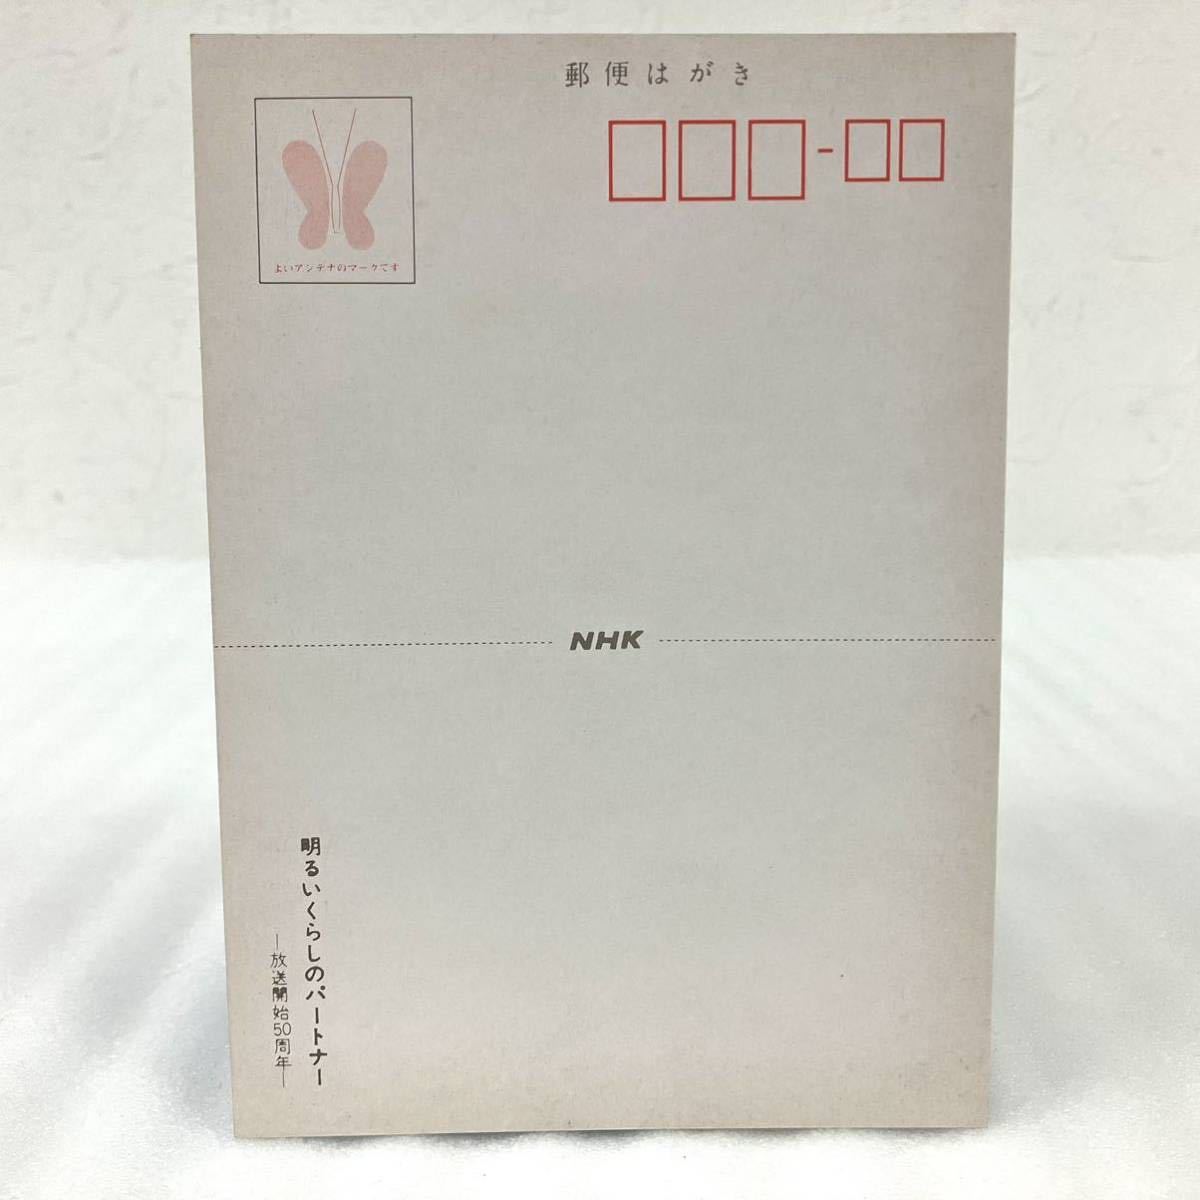 郵便はがき
よいアンテナのマークです
NHK
明るいくらしのパートナー
―放送開始50周年―